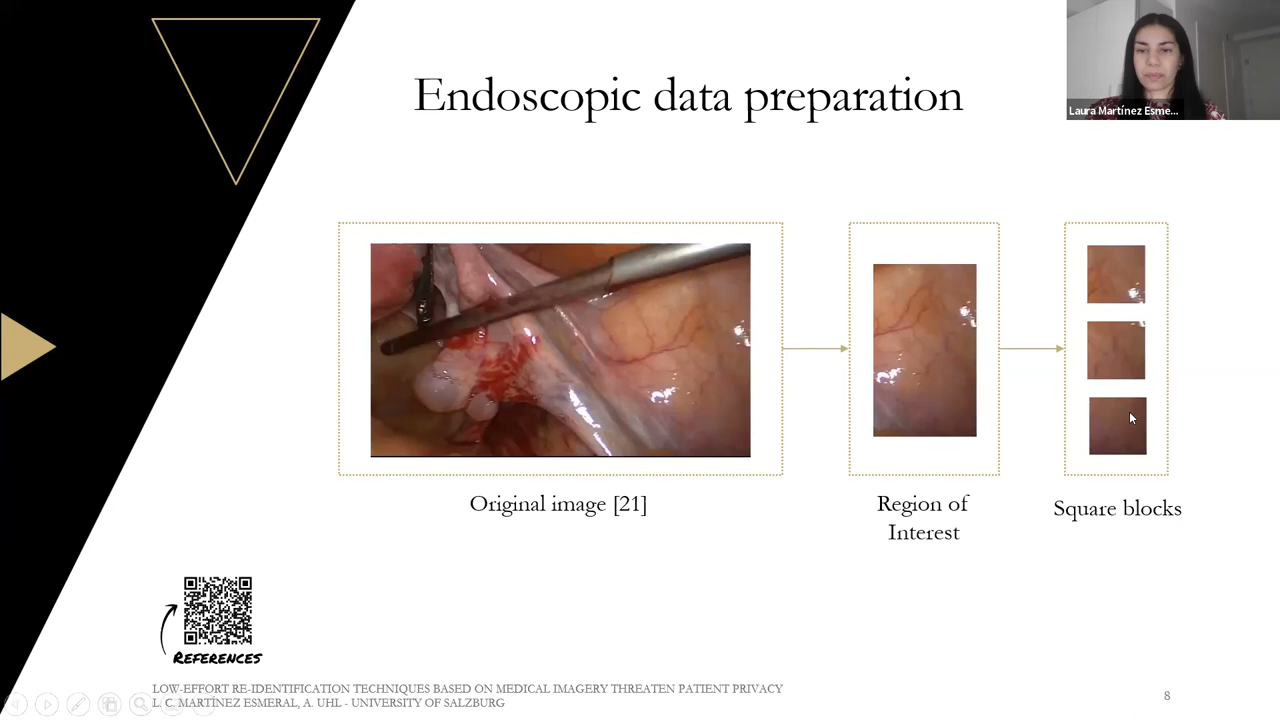 Endoscopic data preparation
Laura Martínez Esme...
Original image [21]
Region of
Interest
Square blocks
REFERENCES
LOW-EFFORT RE-IDENTIFICATION TECHNIQUES BASED ON MEDICAL IMAGERY THREATEN PATIENT PRIVACY
L. C. MARTÍNEZ ESMERAL, A. UHL - UNIVERSITY OF SALZBURG
8